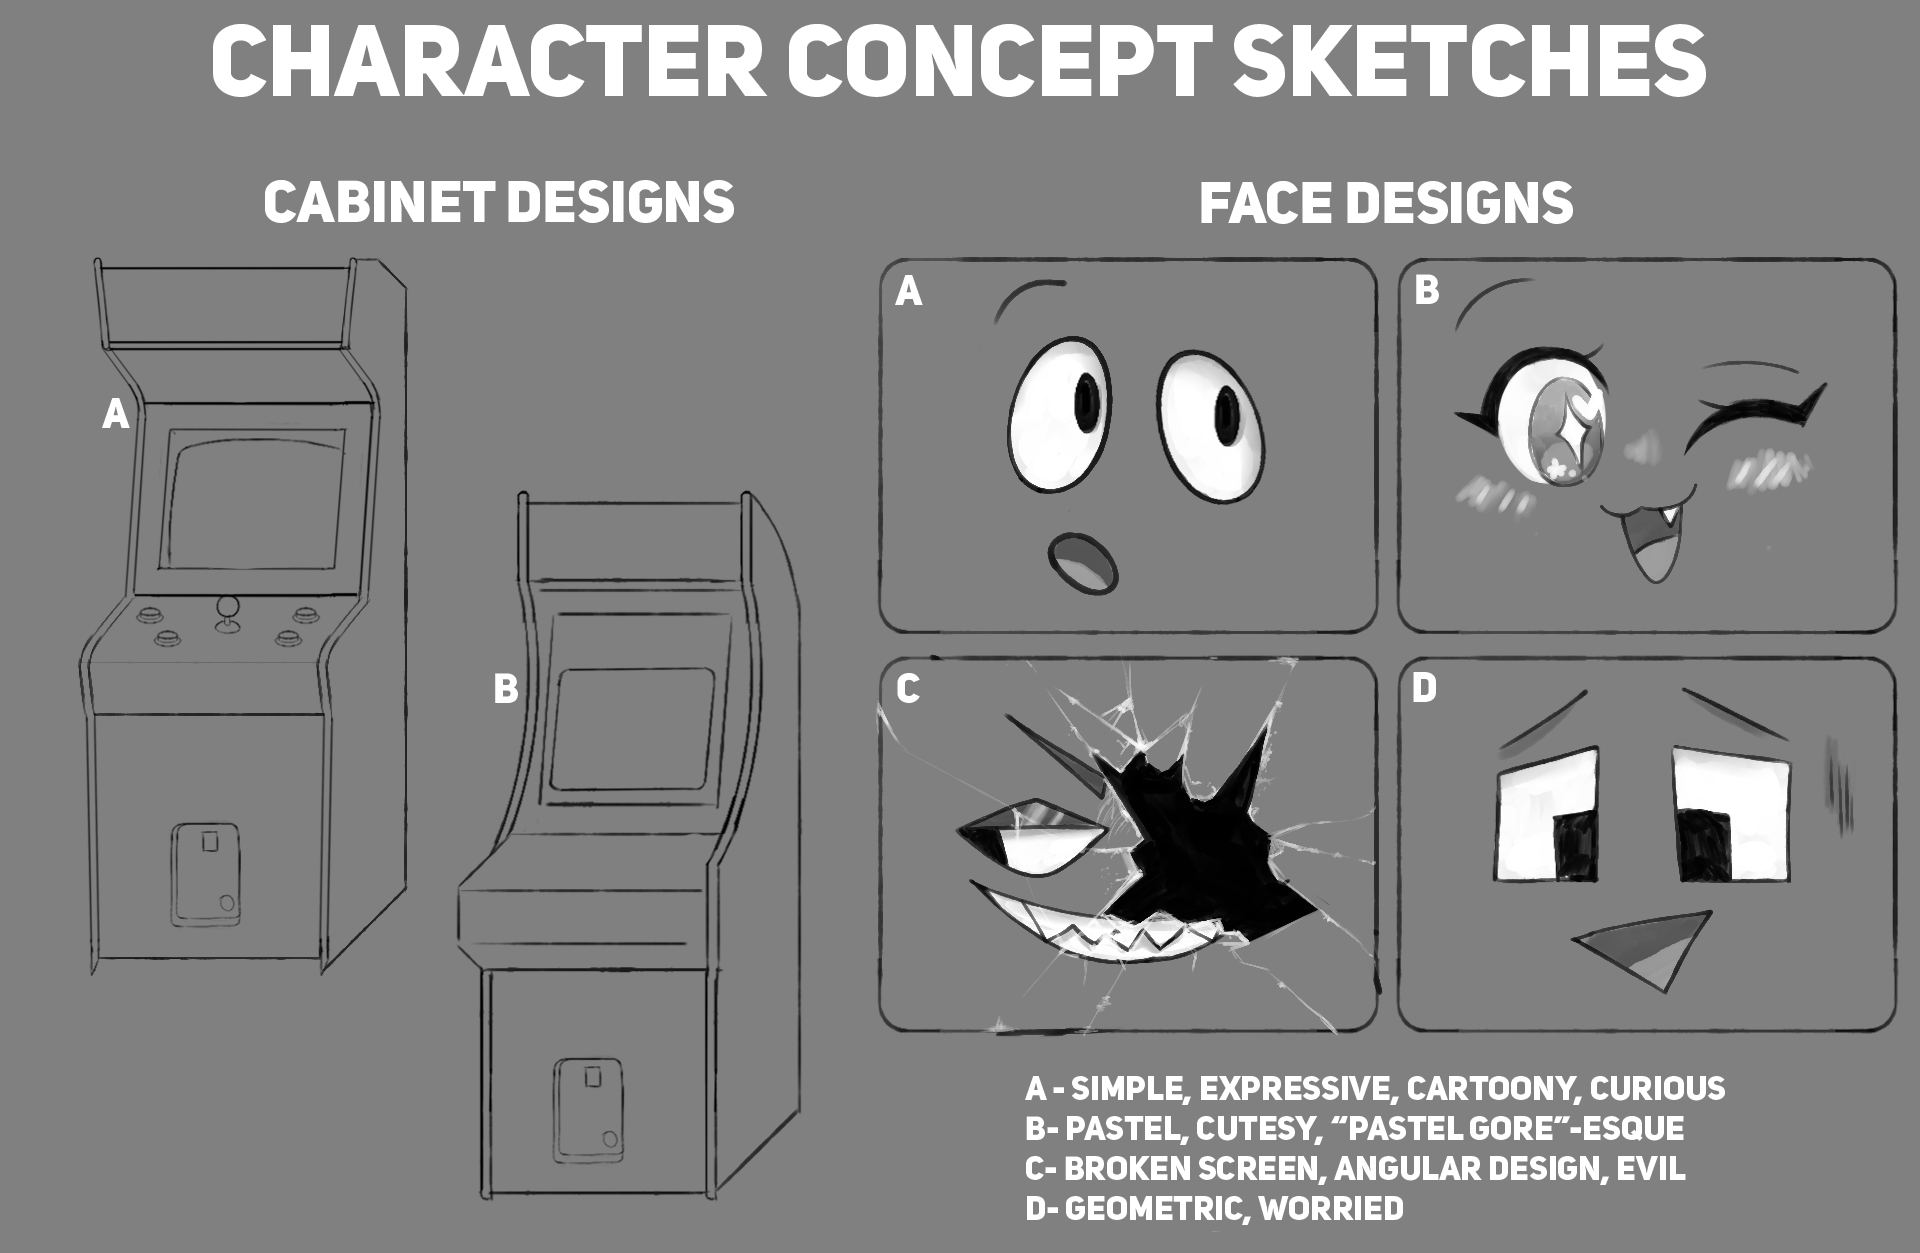 CHARACTER CONCEPT SKETCHES
CABINET DESIGNS
A
B
FACE DESIGNS
A
B
C
D
A - SIMPLE, EXPRESSIVE, CARTOONY, CURIOUS
B- PASTEL, CUTESY, “PASTEL GORE”-ESQUE
C- BROKEN SCREEN, ANGULAR DESIGN, EVIL
D- GEOMETRIC, WORRIED